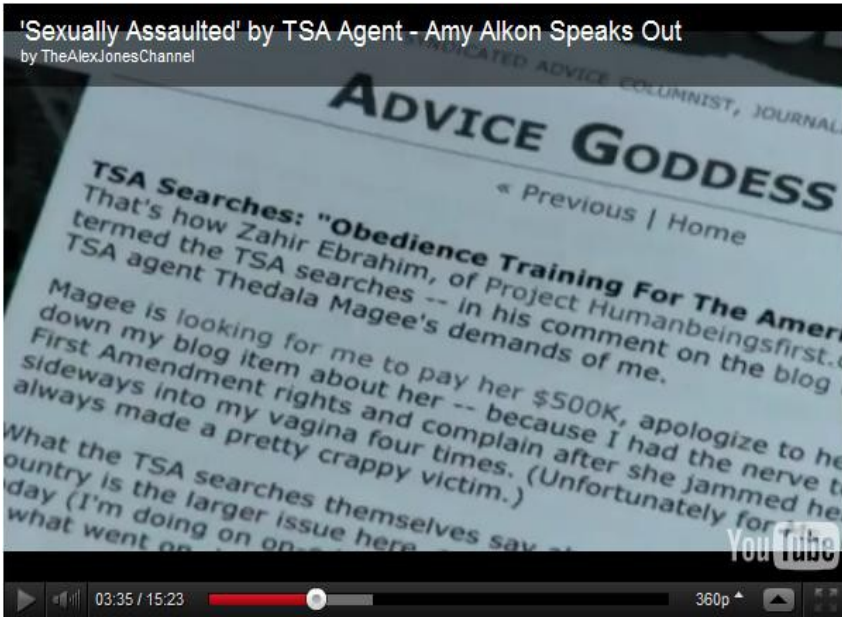 'Sexually Assaulted' by TSA Agent - Amy Alkon Speaks Out
by TheAlexJonesChannel
SYNDICATED ADVICE COLUMNIST, JOURNAL
ADVICE GODDESS
« Previous | Home
TSA Searches: "Obedience Training For The Ameri
That's how Zahir Ebrahim, of Project Humanbeingsfirst.
termed the TSA searches -- in his comment on the blog
TSA agent Thedala Magee's demands of me.
Magee is looking for me to pay her $500K, apologize to he
down my blog item about her -- because I had the nerve to
First Amendment rights and complain after she jammed he
sideways into my vagina four times. (Unfortunately for
always made a pretty crappy victim.)
What the TSA searches themselves say
ountry is the larger issue here.
day (I'm doing an
what went on
YouTube
03:35 / 15:23
360p